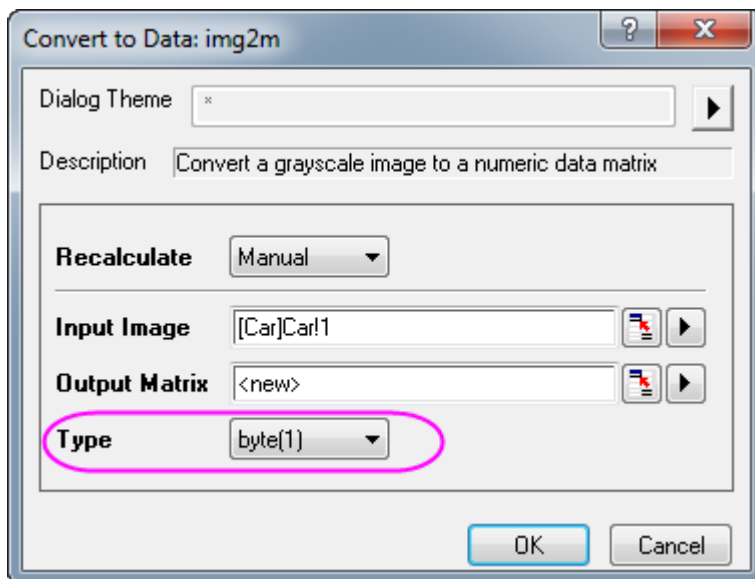 Convert to Data: img2m
Dialog Theme *
Description Convert a grayscale image to a numeric data matrix
Recalculate Manual
Input Image [Car]Car!1
Output Matrix <new>
Type byte(1)
OK Cancel